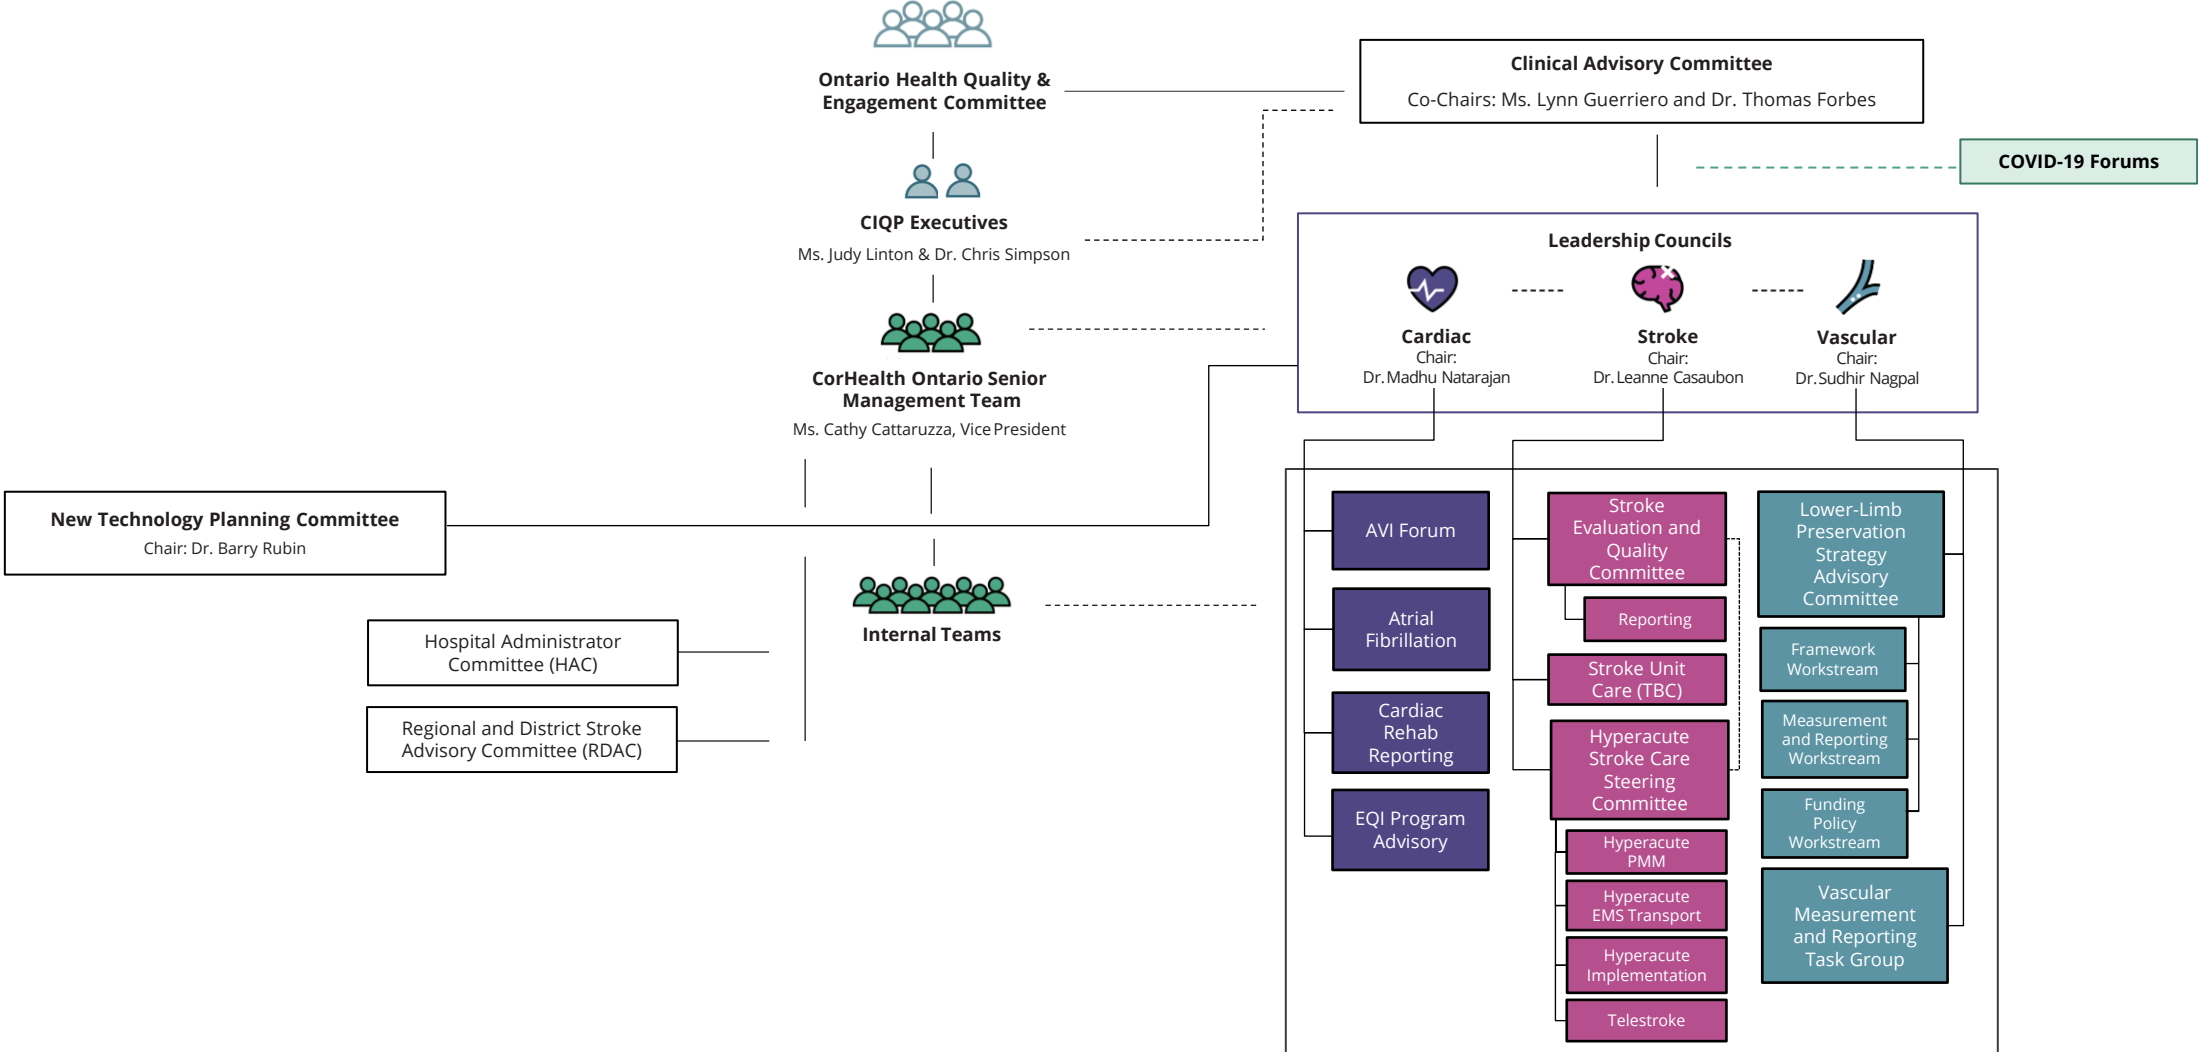 Ontario Health Quality &
Engagement Committee
Clinical Advisory Committee
Co-Chairs: Ms. Lynn Guerriero and Dr. Thomas Forbes
COVID-19 Forums
CIQP Executives
Ms. Judy Linton & Dr. Chris Simpson
Leadership Councils
Cardiac
Chair:
Dr. Madhu Natarajan
Stroke
Chair:
Dr. Leanne Casaubon
Vascular
Chair:
Dr. Sudhir Nagpal
CorHealth Ontario Senior
Management Team
Ms. Cathy Cattaruzza, Vice President
New Technology Planning Committee
Chair: Dr. Barry Rubin
Internal Teams
Hospital Administrator
Committee (HAC)
Regional and District Stroke
Advisory Committee (RDAC)
AVI Forum
Atrial
Fibrillation
Cardiac
Rehab
Reporting
EQI Program
Advisory
Stroke
Evaluation and
Quality
Committee
Reporting
Stroke Unit
Care (TBC)
Hyperacute
Stroke Care
Steering
Committee
Hyperacute
PMM
Hyperacute
EMS Transport
Hyperacute
Implementation
Telestroke
Lower-Limb
Preservation
Strategy
Advisory
Committee
Framework
Workstream
Measurement
and Reporting
Workstream
Funding
Policy
Workstream
Vascular
Measurement
and Reporting
Task Group